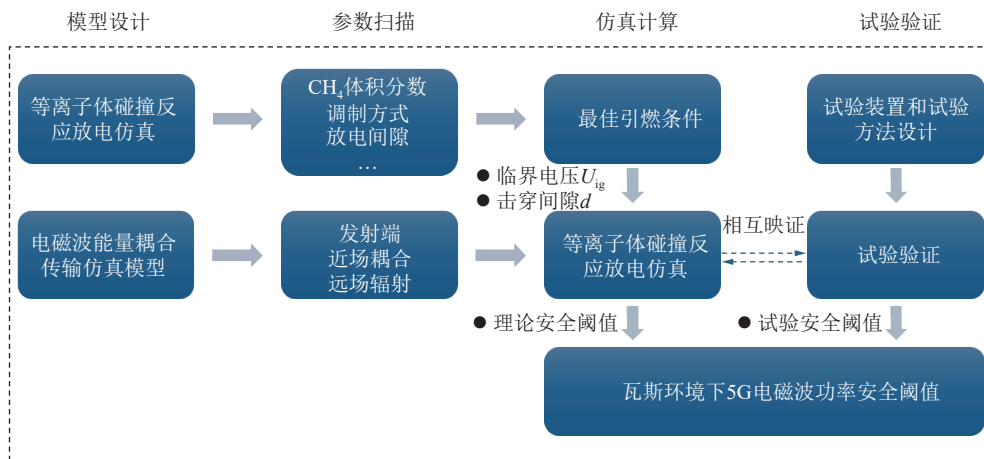 模型设计
参数扫描
仿真计算
试验验证
等离子体碰撞反
应放电仿真
CH₄体积分数
调制方式
放电间隙
…
最佳引燃条件
试验装置和试验
方法设计
● 临界电压Uig
● 击穿间隙d
电磁波能量耦合
传输仿真模型
发射端
近场耦合
远场辐射
等离子体碰撞反
应放电仿真
相互映证
试验验证
● 理论安全阈值
● 试验安全阈值
瓦斯环境下5G电磁波功率安全阈值